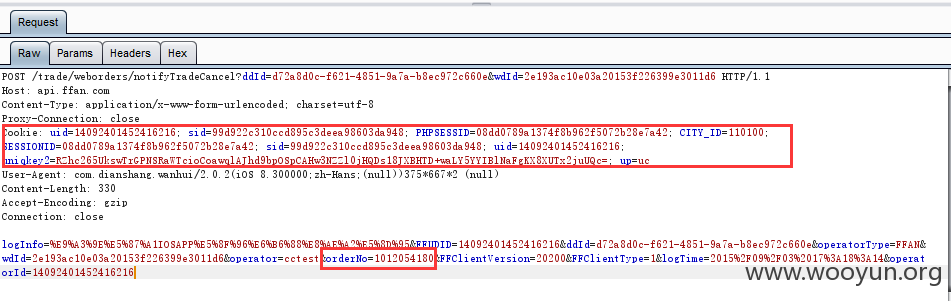 Request
Raw Params Headers Hex
POST /trade/weborders/notifyTradeCancel?ddId=d72a8d0c-f621-4851-9a7a-b8ec972c660e&wdId=2e193ac10e03a20153f226399e3011d6 HTTP/1.1
Host: api.ffan.com
Content-Type: application/x-www-form-urlencoded; charset=utf-8
Proxy-Connection: close
Cookie: uid=14092401452416216; sid=99d922c310ccd895c3deea98603da948; PHPSESSID=08dd0789a1374f8b962f5072b28e7a42; CITY_ID=110100;
SESSIONID=08dd0789a1374f8b962f5072b28e7a42; sid=99d922c310ccd895c3deea98603da948; uid=14092401452416216;
uniqkey2=; up=uc
User-Agent: com.dianshang.wanhui/2.0.2(iOS 8.300000;zh-Hans;(null))375*667*2 (null)
Content-Length: 330
Accept-Encoding: gzip
Connection: close
logInfo=%E9%A3%9E%E5%87%A1IOSAPP%E5%8F%96%E6%B6%88%E8%AE%A2%E5%8D%95&FFUDID=14092401452416216&ddId=d72a8d0c-f621-4851-9a7a-b8ec972c660e&operatorType=FFAN&
wdId=2e193ac10e03a20153f226399e3011d6&operator=cctest&orderNo=1012054180&FFClientVersion=20200&FFClientType=1&logTime=2015%2F09%2F03%2017%3A18%3A14&operat
orId=14092401452416216
www.wooyun.org